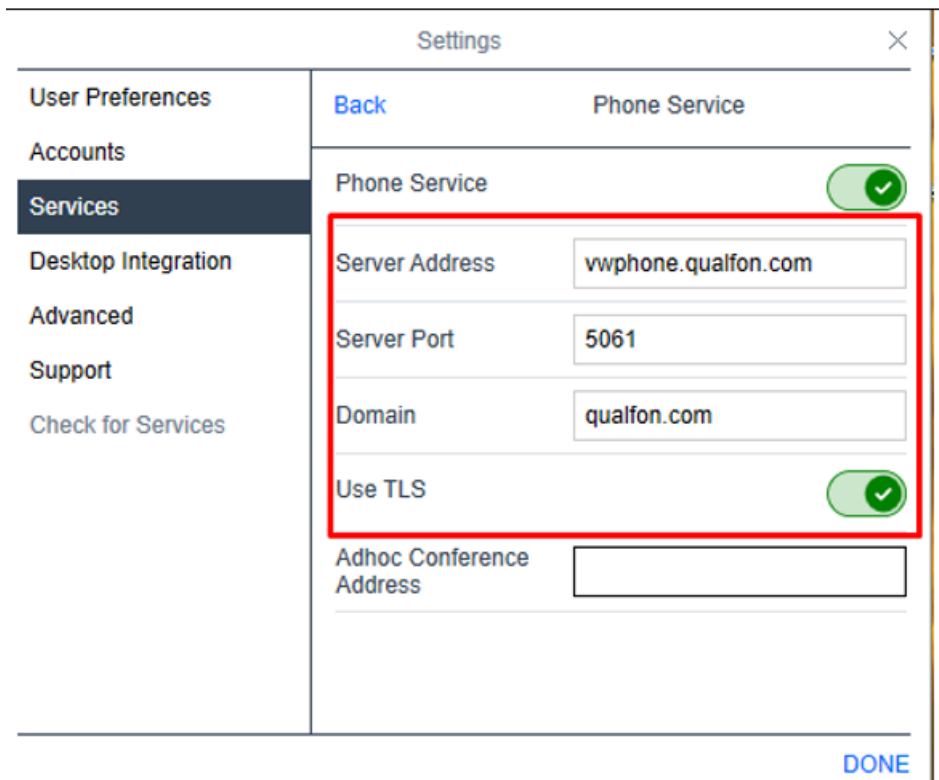 Settings
User Preferences
Accounts
Services
Desktop Integration
Advanced
Support
Check for Services
Back
Phone Service
Phone Service
Server Address
vwphone.qualfon.com
Server Port
5061
Domain
qualfon.com
Use TLS
Adhoc Conference
Address
DONE